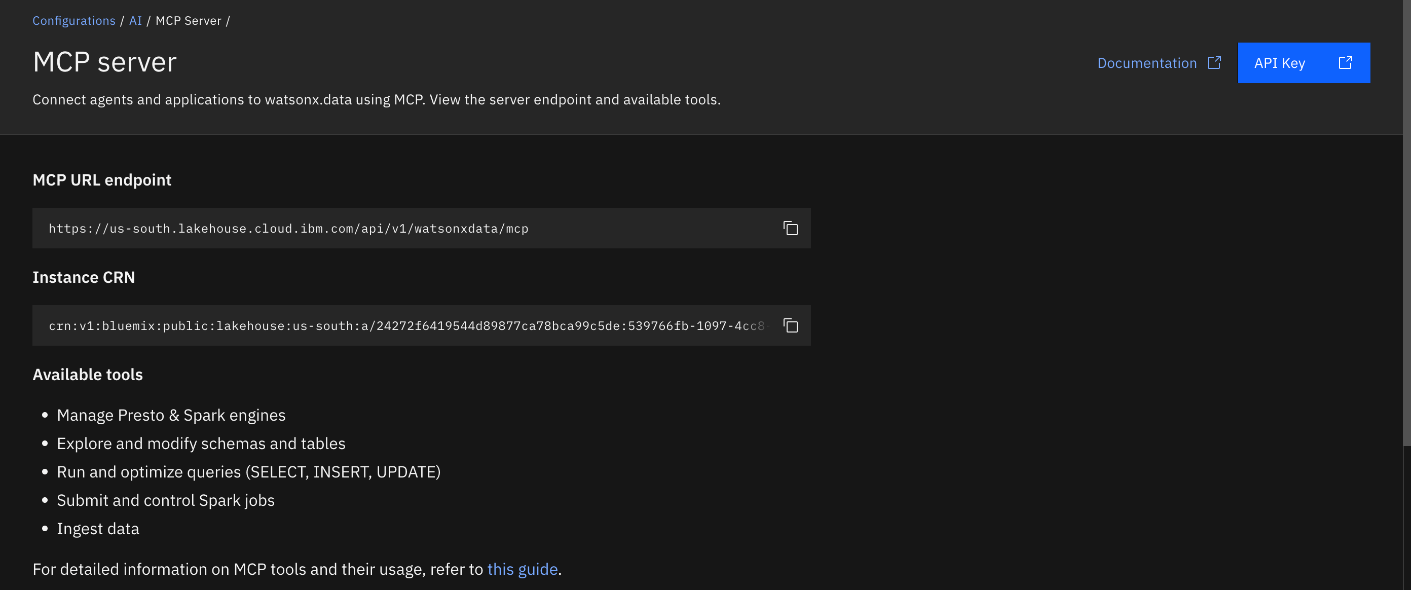 Configurations / AI / MCP Server /
MCP server
Documentation
API Key
Connect agents and applications to watsonx.data using MCP. View the server endpoint and available tools.
MCP URL endpoint
https://us-south.lakehouse.cloud.ibm.com/api/v1/watsonxdata/mcp
Instance CRN
crn:v1:bluemix:public:lakehouse:us-south:a/24272f6419544d89877ca78bca99c5de:539766fb-1097-4cc8-
Available tools
• Manage Presto & Spark engines
• Explore and modify schemas and tables
• Run and optimize queries (SELECT, INSERT, UPDATE)
• Submit and control Spark jobs
• Ingest data
For detailed information on MCP tools and their usage, refer to this guide.